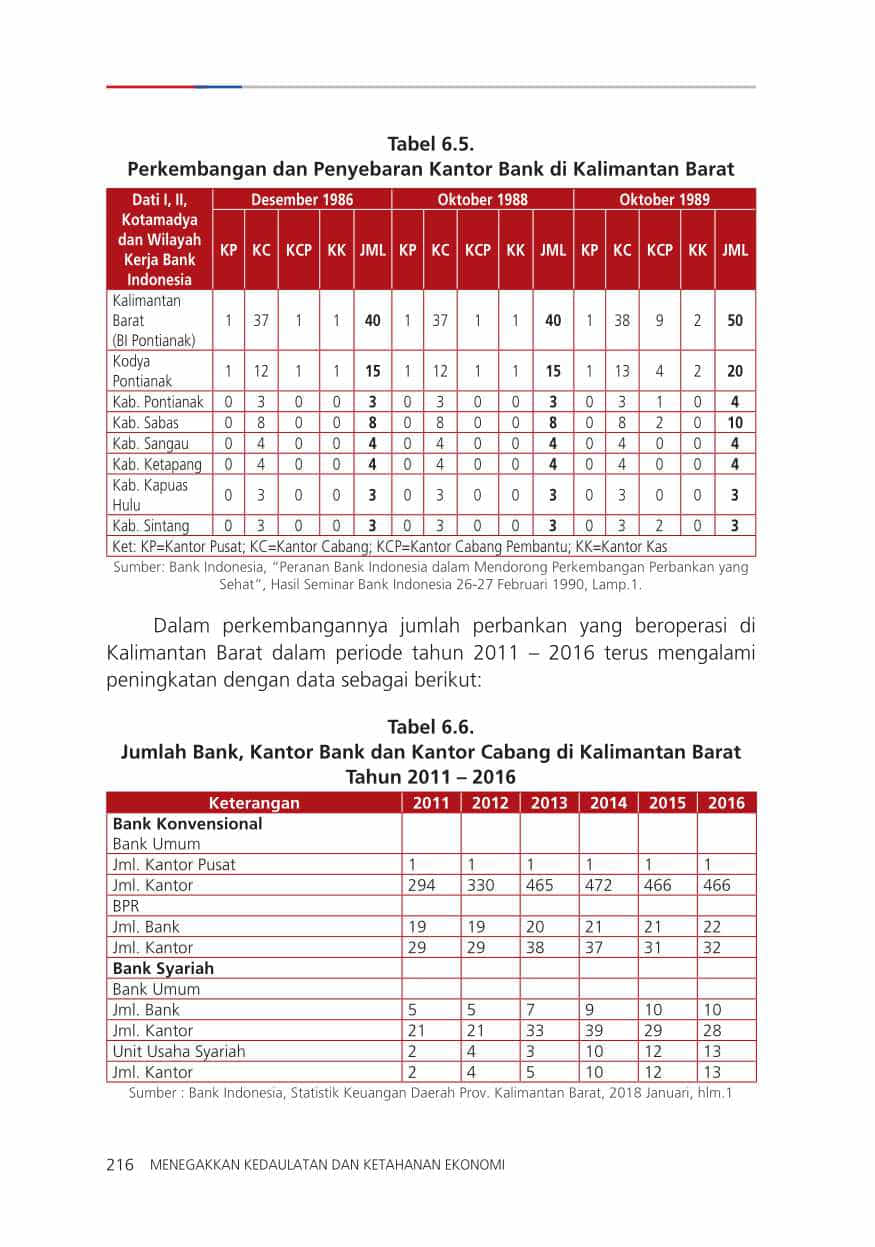 Tabel 6.5.
Perkembangan dan Penyebaran Kantor Bank di Kalimantan Barat
Dati I, II, Kotamadya dan Wilayah Kerja Bank Indonesia Desember 1986 Oktober 1988 Oktober 1989
KP KC KCP KK JML KP KC KCP KK JML KP KC KCP KK JML
Kalimantan Barat (BI Pontianak) 1 37 1 1 40 1 37 1 1 40 1 38 9 2 50
Kodya Pontianak 1 12 1 1 15 1 12 1 1 15 1 13 4 2 20
Kab. Pontianak 0 3 0 0 3 0 3 0 0 3 0 3 1 0 4
Kab. Sabas 0 8 0 0 8 0 8 0 0 8 0 8 2 0 10
Kab. Sangau 0 4 0 0 4 0 4 0 0 4 0 4 0 0 4
Kab. Ketapang 0 4 0 0 4 0 4 0 0 4 0 4 0 0 4
Kab. Kapuas Hulu 0 3 0 0 3 0 3 0 0 3 0 3 0 0 3
Kab. Sintang 0 3 0 0 3 0 3 0 0 3 0 3 2 0 3
Ket: KP=Kantor Pusat; KC=Kantor Cabang; KCP=Kantor Cabang Pembantu; KK=Kantor Kas
Sumber: Bank Indonesia, “Peranan Bank Indonesia dalam Mendorong Perkembangan Perbankan yang
Sehat”, Hasil Seminar Bank Indonesia 26-27 Februari 1990, Lamp.1.
Dalam perkembangannya jumlah perbankan yang beroperasi di
Kalimantan Barat dalam periode tahun 2011 – 2016 terus mengalami
peningkatan dengan data sebagai berikut:
Tabel 6.6.
Jumlah Bank, Kantor Bank dan Kantor Cabang di Kalimantan Barat
Tahun 2011 – 2016
Keterangan 2011 2012 2013 2014 2015 2016
Bank Konvensional
Bank Umum
Jml. Kantor Pusat 1 1 1 1 1 1
Jml. Kantor 294 330 465 472 466 466
BPR
Jml. Bank 19 19 20 21 21 22
Jml. Kantor 29 29 38 37 31 32
Bank Syariah
Bank Umum
Jml. Bank 5 5 7 9 10 10
Jml. Kantor 21 21 33 39 29 28
Unit Usaha Syariah 2 4 3 10 12 13
Jml. Kantor 2 4 5 10 12 13
Sumber : Bank Indonesia, Statistik Keuangan Daerah Prov. Kalimantan Barat, 2018 Januari, hlm.1
216 MENEGAKKAN KEDAULATAN DAN KETAHANAN EKONOMI